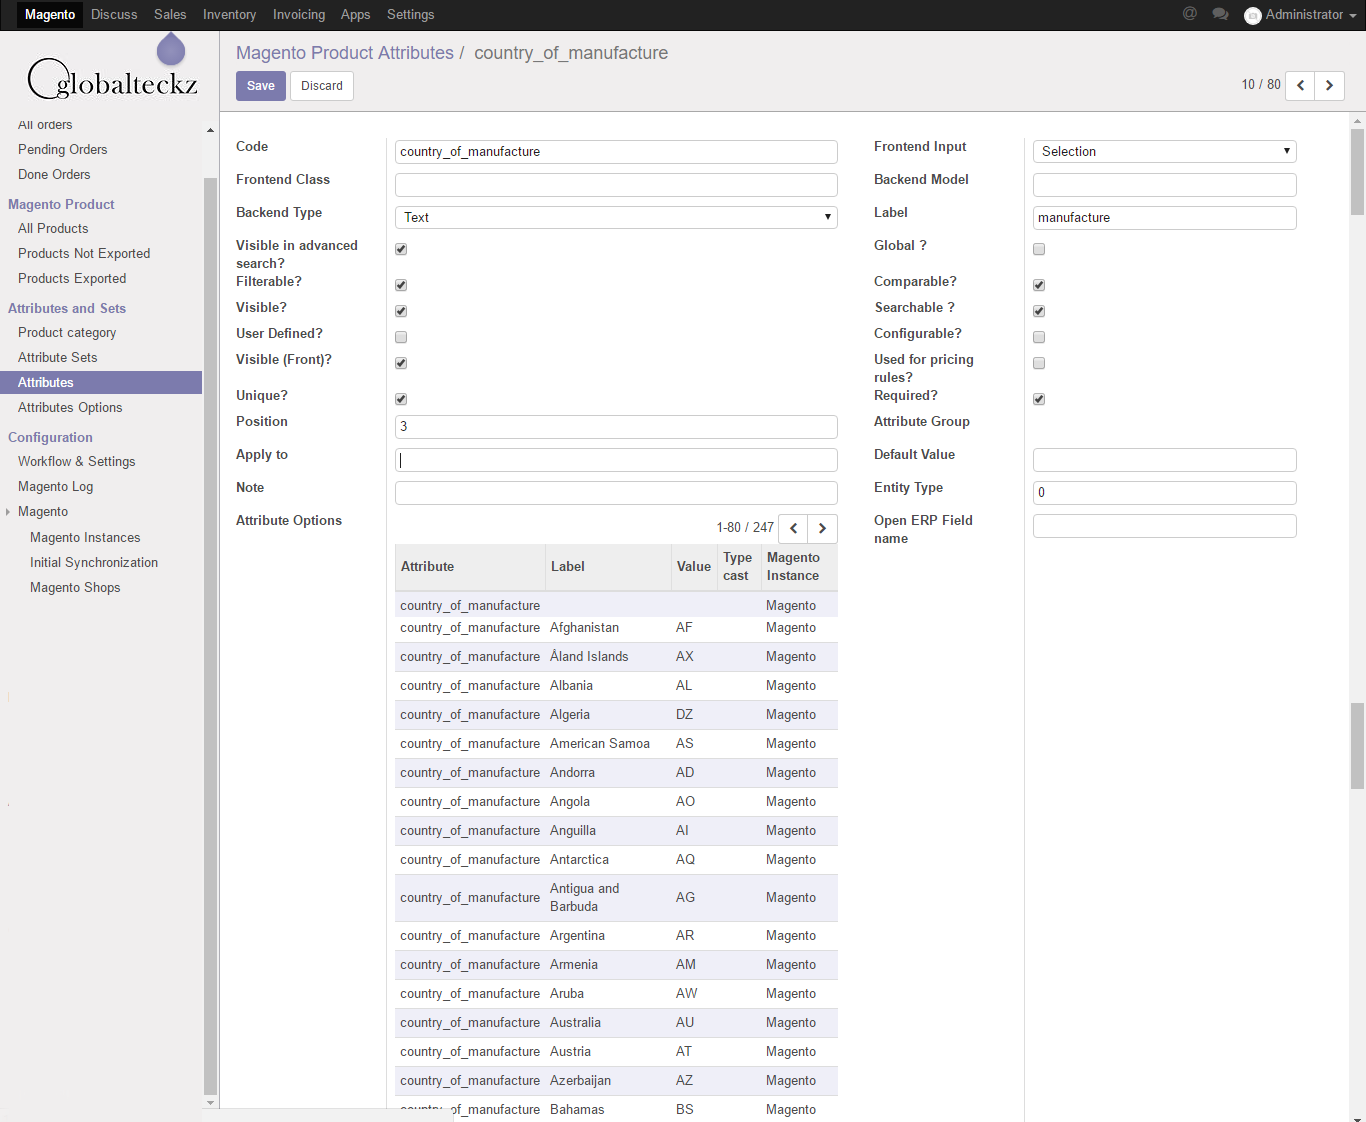 Magento Discuss Sales Inventory Invoicing Apps Settings
@ Administrator
globalteckz
All orders
Pending Orders
Done Orders
Magento Product
All Products
Products Not Exported
Products Exported
Attributes and Sets
Product category
Attribute Sets
Attributes
Attributes Options
Configuration
Workflow & Settings
Magento Log
Magento
Magento Instances
Initial Synchronization
Magento Shops
Magento Product Attributes / country_of_manufacture
Save Discard
10 / 80
Code country_of_manufacture
Frontend Class
Backend Type Text
Visible in advanced
search?
Filterable?
Visible?
User Defined?
Visible (Front)?
Unique?
Position 3
Apply to
Note
Attribute Options
Frontend Input Selection
Backend Model
Label manufacture
Global ?
Comparable?
Searchable ?
Configurable?
Used for pricing
rules?
Required?
Attribute Group
Default Value
Entity Type 0
Open ERP Field
name
1-80 / 247
Attribute Label Value Type cast Magento Instance
country_of_manufacture Magento
country_of_manufacture Afghanistan AF Magento
country_of_manufacture Åland Islands AX Magento
country_of_manufacture Albania AL Magento
country_of_manufacture Algeria DZ Magento
country_of_manufacture American Samoa AS Magento
country_of_manufacture Andorra AD Magento
country_of_manufacture Angola AO Magento
country_of_manufacture Anguilla AI Magento
country_of_manufacture Antarctica AQ Magento
country_of_manufacture Antigua and Barbuda AG Magento
country_of_manufacture Argentina AR Magento
country_of_manufacture Armenia AM Magento
country_of_manufacture Aruba AW Magento
country_of_manufacture Australia AU Magento
country_of_manufacture Austria AT Magento
country_of_manufacture Azerbaijan AZ Magento
country_of_manufacture Bahamas BS Magento